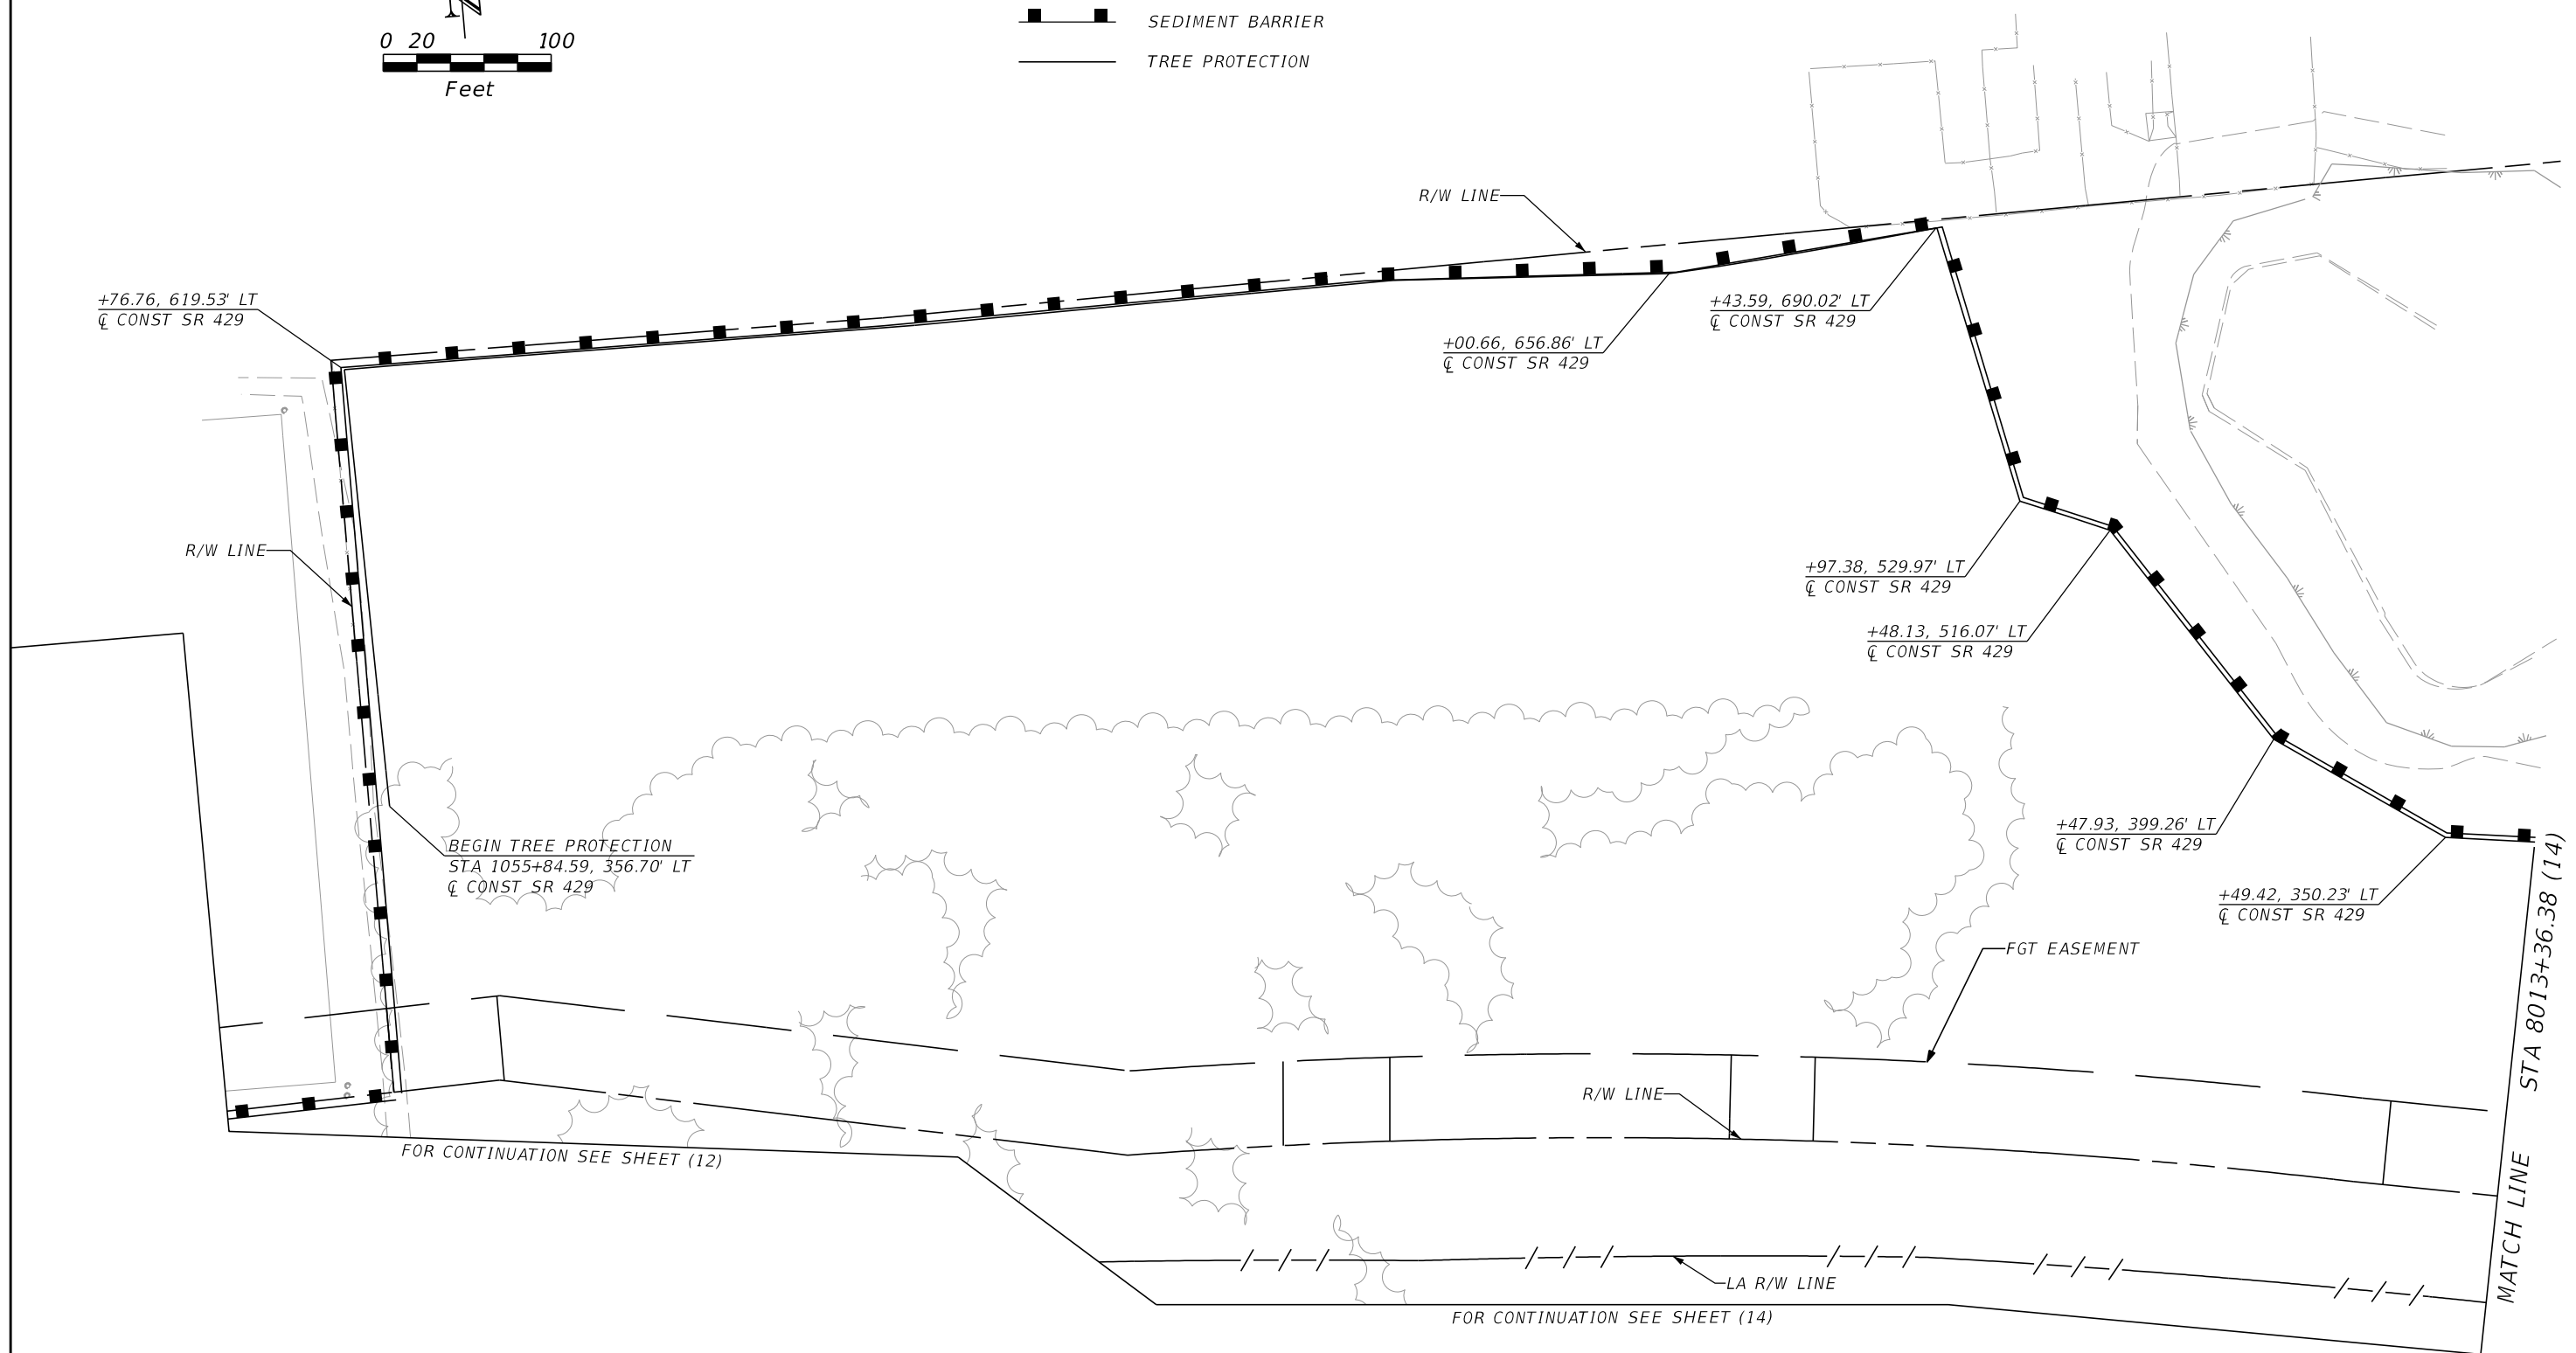 N
0 20 100
Feet
SEDIMENT BARRIER
TREE PROTECTION
R/W LINE
+76.76, 619.53' LT
℄ CONST SR 429
+43.59, 690.02' LT
℄ CONST SR 429
+00.66, 656.86' LT
℄ CONST SR 429
R/W LINE
+97.38, 529.97' LT
℄ CONST SR 429
+48.13, 516.07' LT
℄ CONST SR 429
BEGIN TREE PROTECTION
STA 1055+84.59, 356.70' LT
℄ CONST SR 429
+47.93, 399.26' LT
℄ CONST SR 429
+49.42, 350.23' LT
℄ CONST SR 429
FGT EASEMENT
R/W LINE
FOR CONTINUATION SEE SHEET (12)
LA R/W LINE
FOR CONTINUATION SEE SHEET (14)
MATCH LINE STA 8013+36.38 (14)